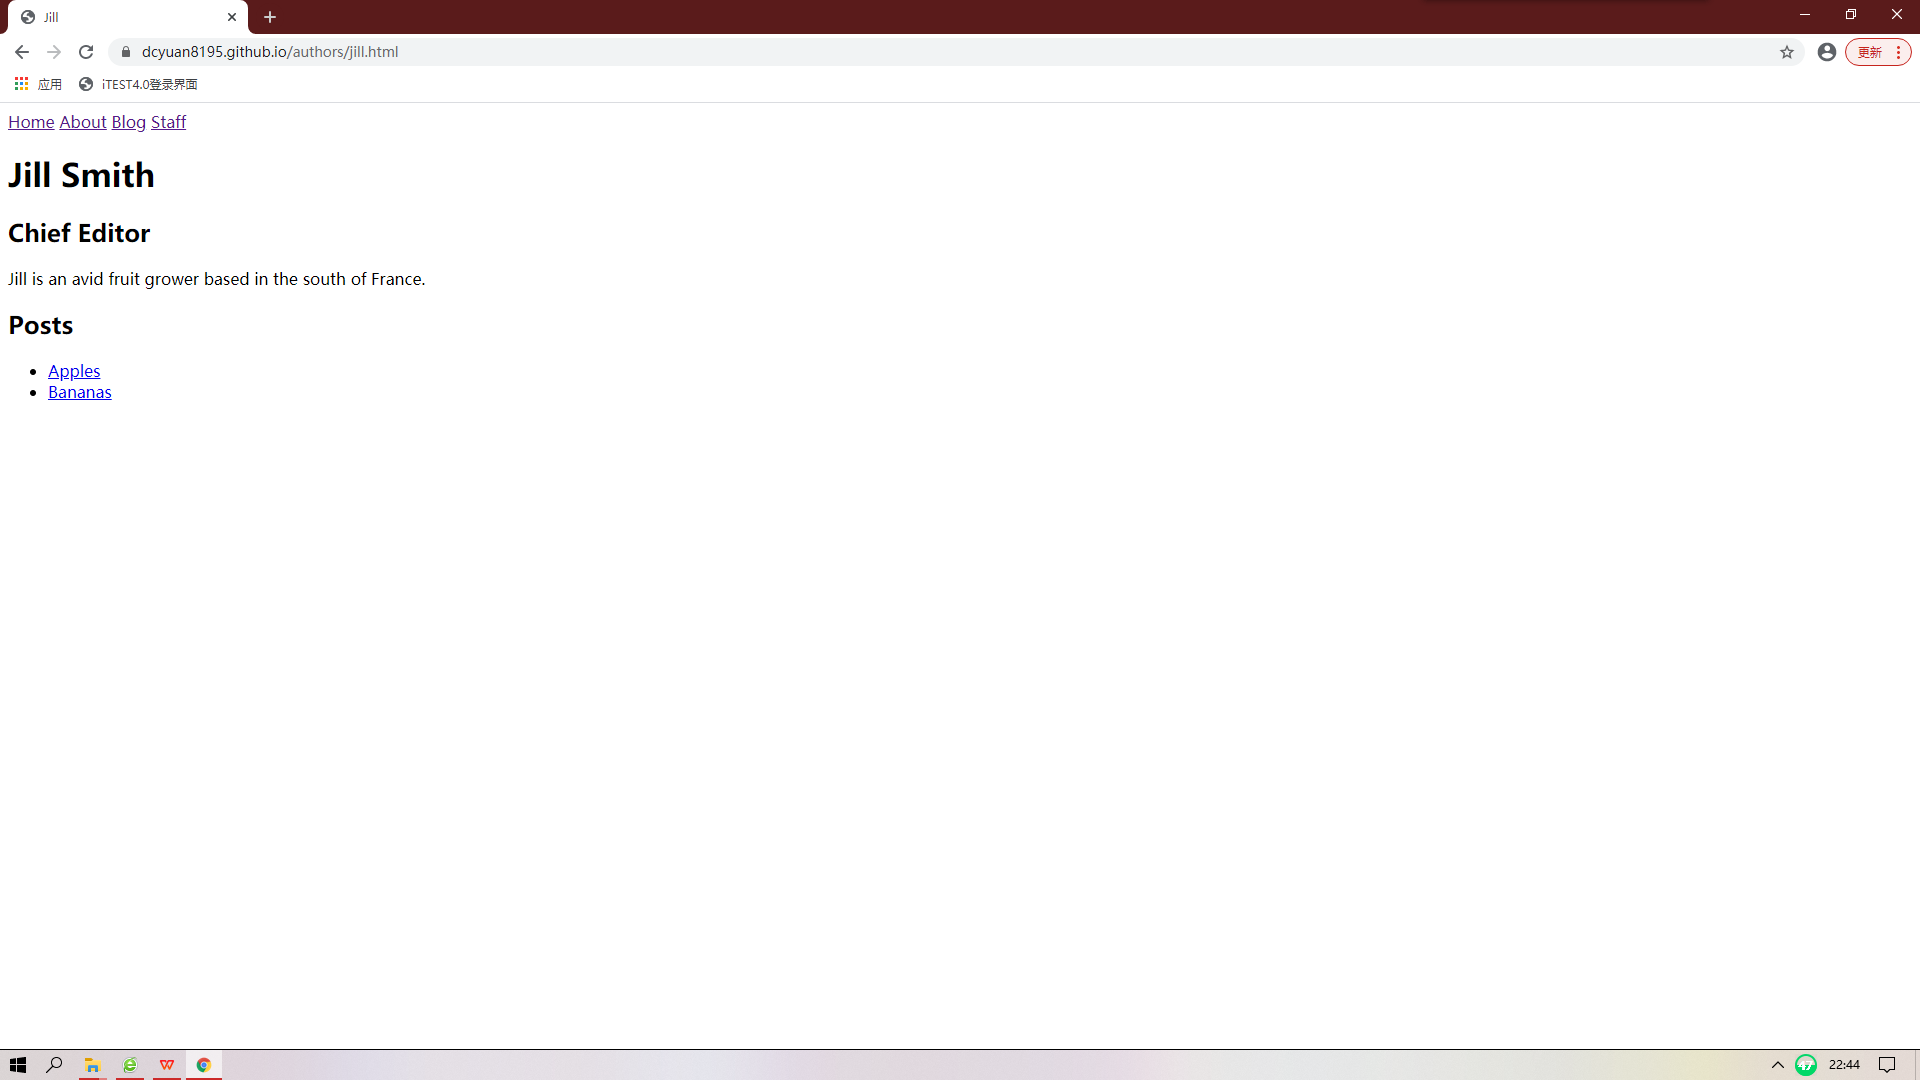 Jill
dcyuan8195.github.io/authors/jill.html
更新
应用
iTEST4.0登录界面
Home About Blog Staff
Jill Smith
Chief Editor
Jill is an avid fruit grower based in the south of France.
Posts
Apples
Bananas
47
22:44